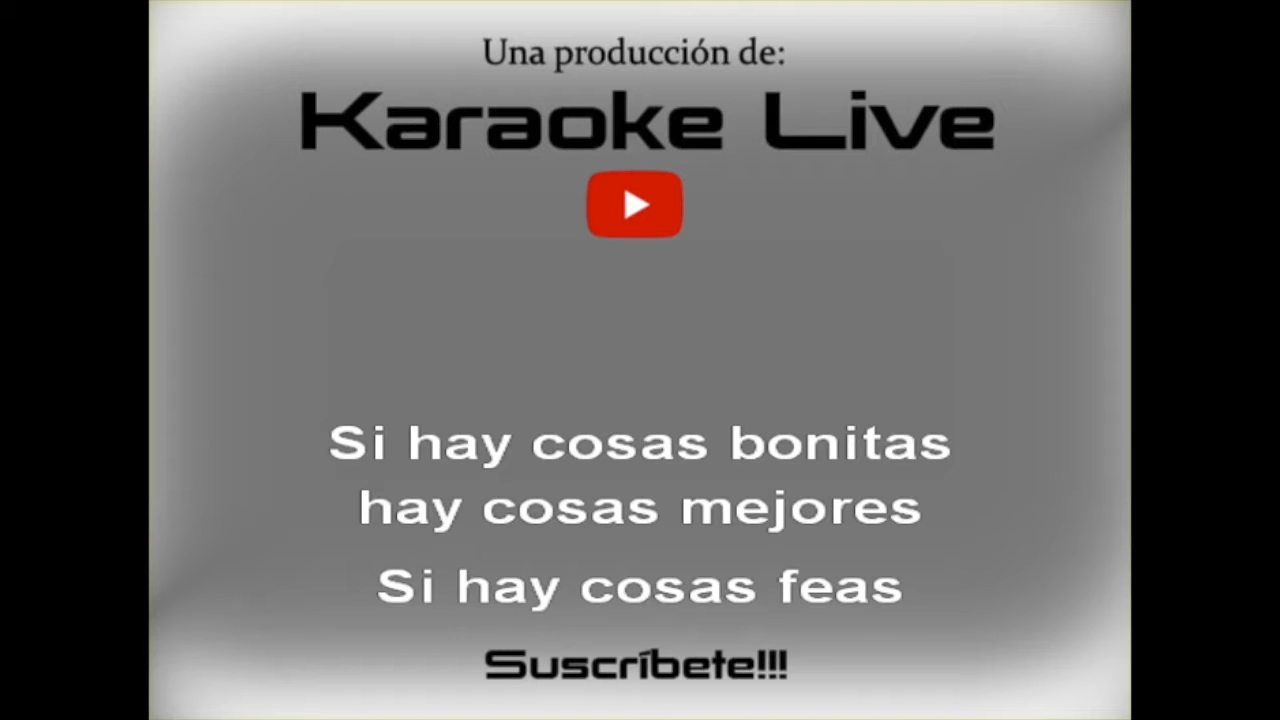 Una producción de:
Karaoke Live
Si hay cosas bonitas
hay cosas mejores
Si hay cosas feas
Suscríbete!!!